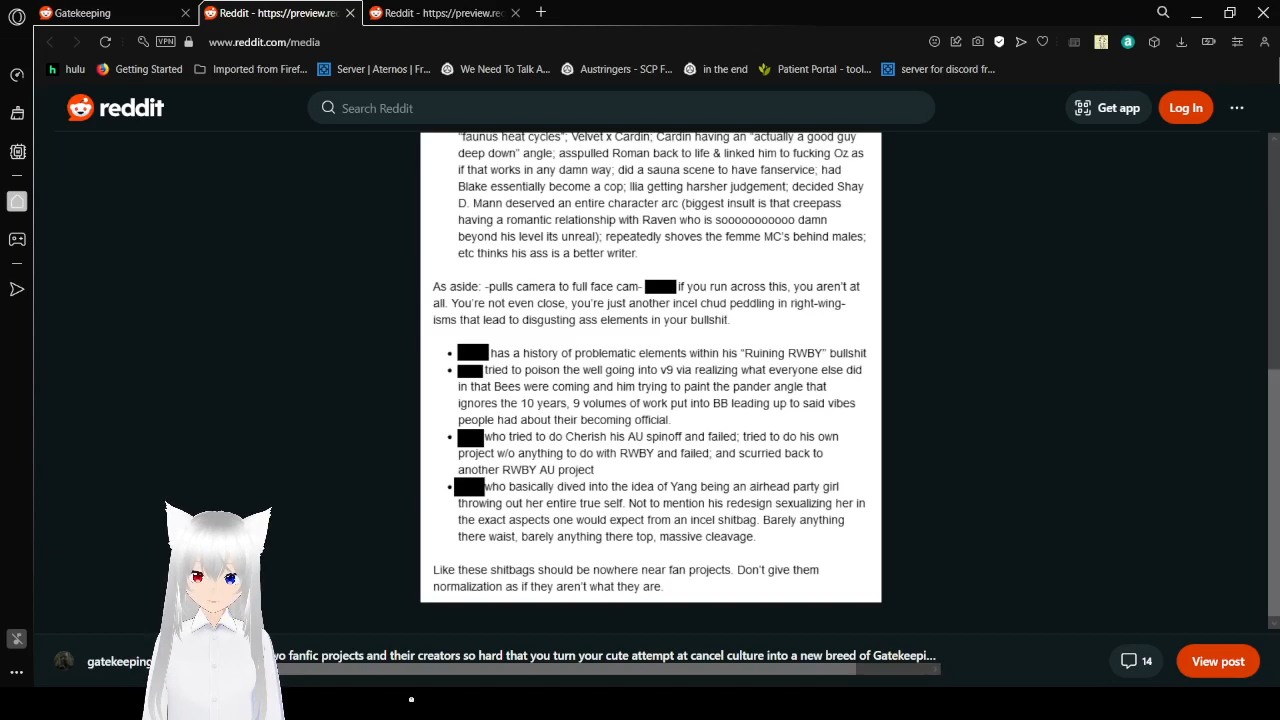 Gatekeeping
Reddit - https://preview.rec
Reddit - https://preview.rec
VPN
www.reddit.com/media
hulu
Getting Started
Imported from Firef...
Server | Aternos | Fr...
We Need To Talk A...
Austringers - SCP F...
in the end
Patient Portal - tool...
server for discord fr...
reddit
Search Reddit
Get app
Log In
"faunus heat cycles"; Velvet x Cardin; Cardin having an "actually a good guy
deep down" angle; asspulled Roman back to life & linked him to fucking Oz as
if that works in any damn way; did a sauna scene to have fanservice; had
Blake essentially become a cop; Ilia getting harsher judgement; decided Shay
D. Mann deserved an entire character arc (biggest insult is that creepass
having a romantic relationship with Raven who is soooooooooo damn
beyond his level its unreal); repeatedly shoves the femme MC's behind males;
etc thinks his ass is a better writer.
As aside: -pulls camera to full face cam- if you run across this, you aren't at
all. You're not even close, you're just another incel chud peddling in right-wing-
isms that lead to disgusting ass elements in your bullshit.
• has a history of problematic elements within his "Ruining RWBY" bullshit
• tried to poison the well going into v9 via realizing what everyone else did
in that Bees were coming and him trying to paint the pander angle that
ignores the 10 years, 9 volumes of work put into BB leading up to said vibes
people had about their becoming official.
• who tried to do Cherish his AU spinoff and failed; tried to do his own
project w/o anything to do with RWBY and failed; and scurried back to
another RWBY AU project
• who basically dived into the idea of Yang being an airhead party girl
throwing out her entire true self. Not to mention his redesign sexualizing her in
the exact aspects one would expect from an incel shitbag. Barely anything
there waist, barely anything there top, massive cleavage.
Like these shitbags should be nowhere near fan projects. Don't give them
normalization as if they aren't what they are.
gatekeeping
wo fanfic projects and their creators so hard that you turn your cute attempt at cancel culture into a new breed of Gatekeepi...
14
View post